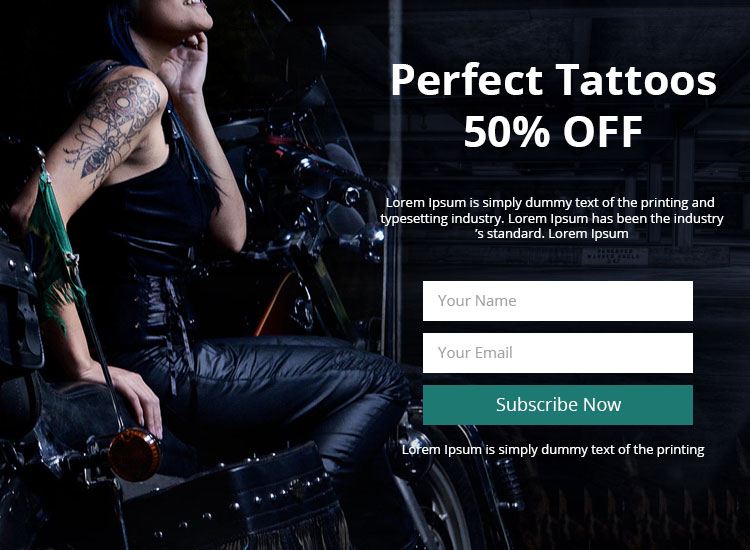 Perfect Tattoos
50% OFF
Lorem Ipsum is simply dummy text of the printing and
typesetting industry. Lorem Ipsum has been the industry
's standard. Lorem Ipsum
Your Name
Your Email
Subscribe Now
Lorem Ipsum is simply dummy text of the printing